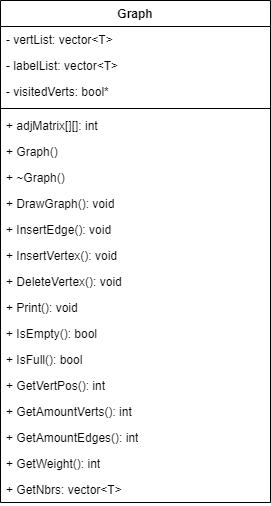 Graph
- vertList: vector<T>
- labelList: vector<T>
- visitedVerts: bool*
+ adjMatrix[][]: int
+ Graph()
+ ~Graph()
+ DrawGraph(): void
+ InsertEdge(): void
+ InsertVertex(): void
+ DeleteVertex(): void
+ Print(): void
+ IsEmpty(): bool
+ IsFull(): bool
+ GetVertPos(): int
+ GetAmountVerts(): int
+ GetAmountEdges(): int
+ GetWeight(): int
+ GetNbrs: vector<T>